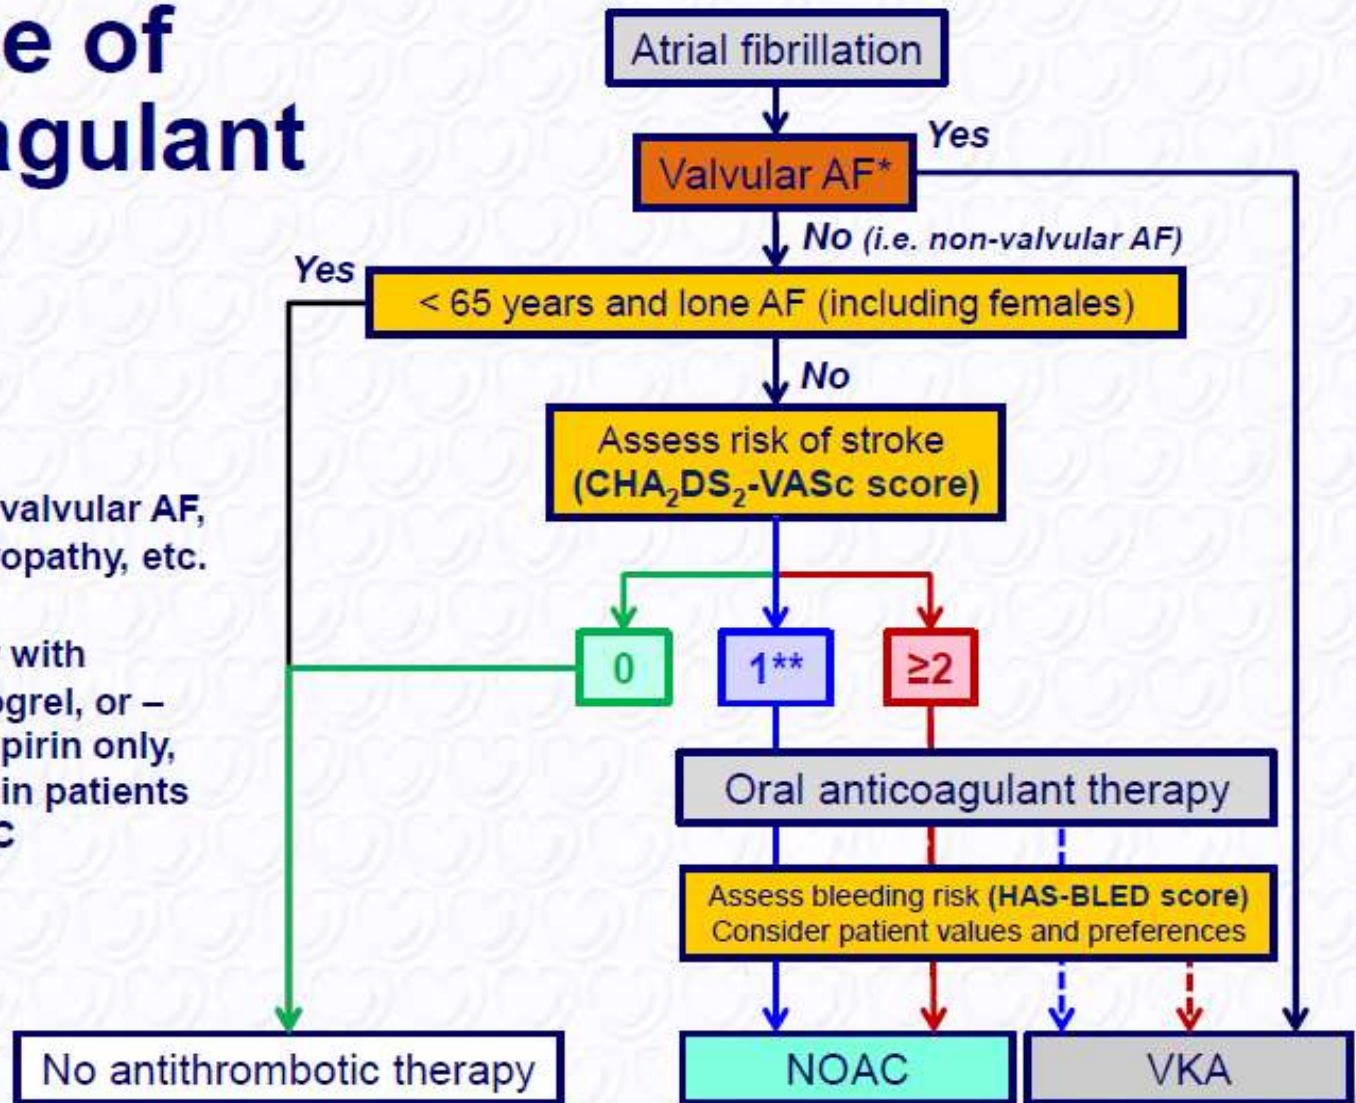 e of
agulant
Atrial fibrillation
Valvular AF*
Yes
No (i.e. non-valvular AF)
Yes
< 65 years and lone AF (including females)
No
Assess risk of stroke
(CHA₂DS₂-VASc score)
valvular AF,
opathy, etc.
with
ogrel, or –
pirin only,
in patients
C
0
1**
≥2
Oral anticoagulant therapy
Assess bleeding risk (HAS-BLED score)
Consider patient values and preferences
No antithrombotic therapy
NOAC
VKA